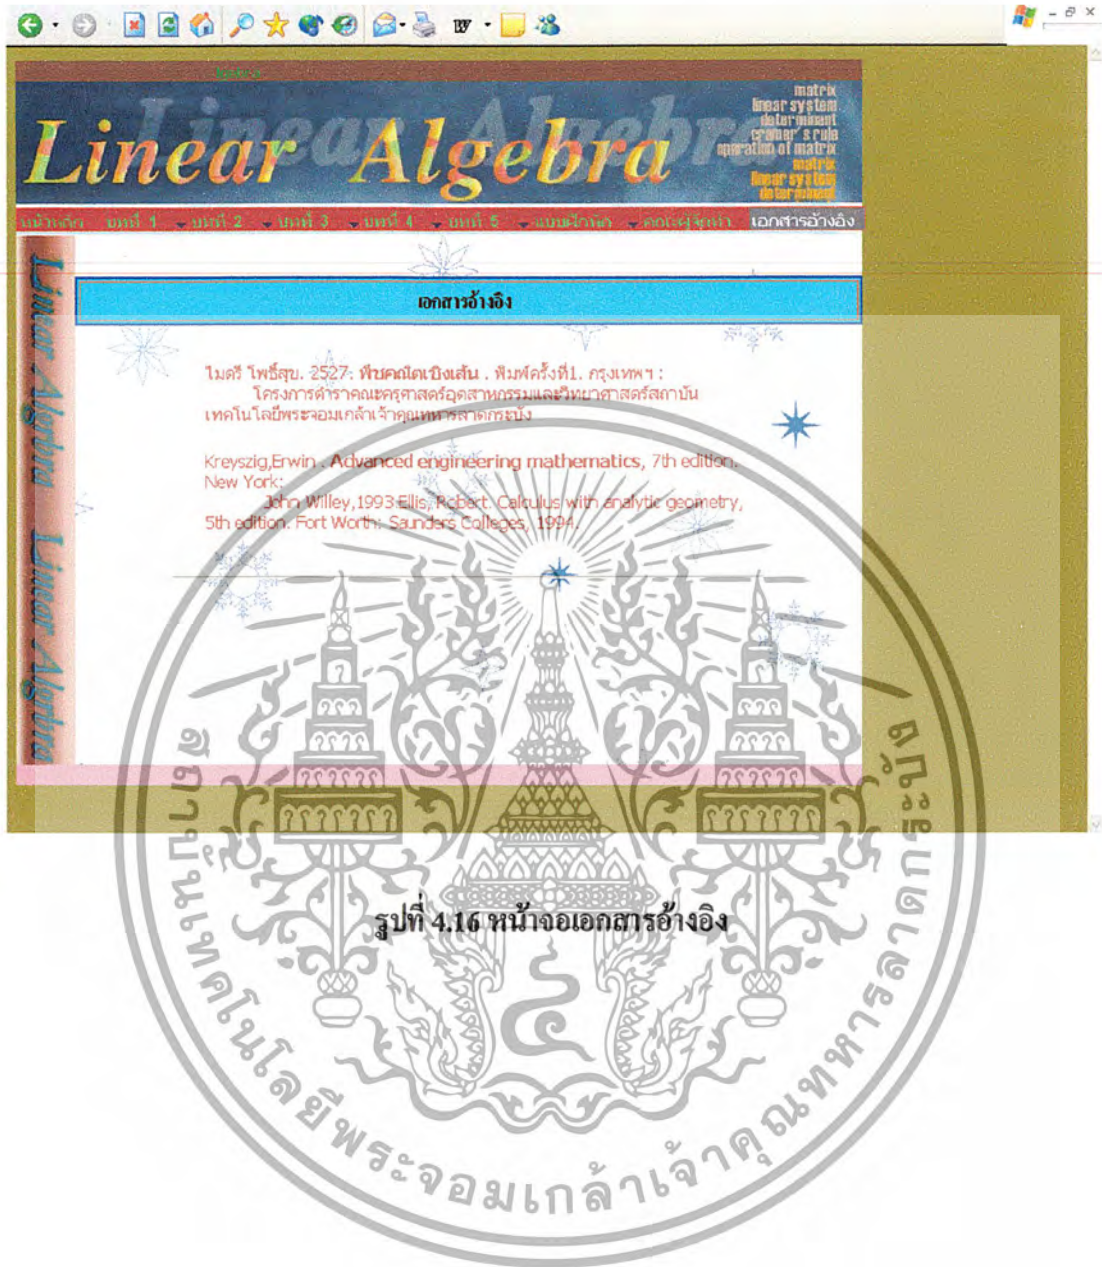 Linear Algebra
Linear Algebra
matrix
linear system
determinant
cramer's rule
operation of matrix
matrix
linear system
determinant
หน้าหลัก บทที่ 1 บทที่ 2 บทที่ 3 บทที่ 4 บทที่ 5 แบบฝึกหัด คณะผู้จัดทำ เอกสารอ้างอิง
Linear Algebra Linear Algebra
เอกสารอ้างอิง
ไมตรี โพธิ์สุข. 2527. พีชคณิตเชิงเส้น . พิมพ์ครั้งที่1. กรุงเทพฯ :
โครงการตำราคณะครุศาสตร์อุตสาหกรรมและวิทยาศาสตร์สถาบัน
เทคโนโลยีพระจอมเกล้าเจ้าคุณทหารลาดกระบัง
Kreyszig,Erwin . Advanced engineering mathematics, 7th edition.
New York:
John Willey,1993 Ellis, Robert. Calculus with analytic geometry,
5th edition. Fort Worth: Saunders Colleges, 1994.
รูปที่ 4.16 หน้าจอเอกสารอ้างอิง
สถาบันเทคโนโลยีพระจอมเกล้าเจ้าคุณทหารลาดกระบัง